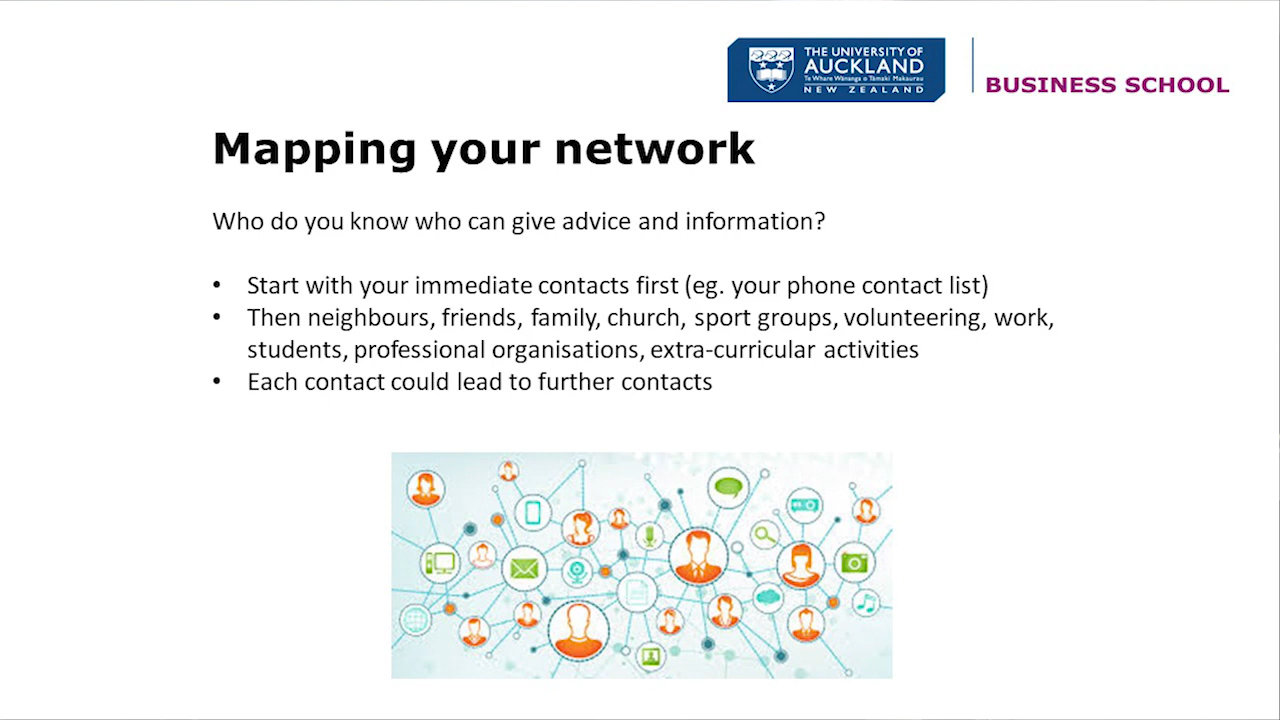 THE UNIVERSITY OF
AUCKLAND
Te Whare Wānanga o Tāmaki Makaurau
NEW ZEALAND
BUSINESS SCHOOL
Mapping your network
Who do you know who can give advice and information?
• Start with your immediate contacts first (eg. your phone contact list)
• Then neighbours, friends, family, church, sport groups, volunteering, work,
students, professional organisations, extra-curricular activities
• Each contact could lead to further contacts